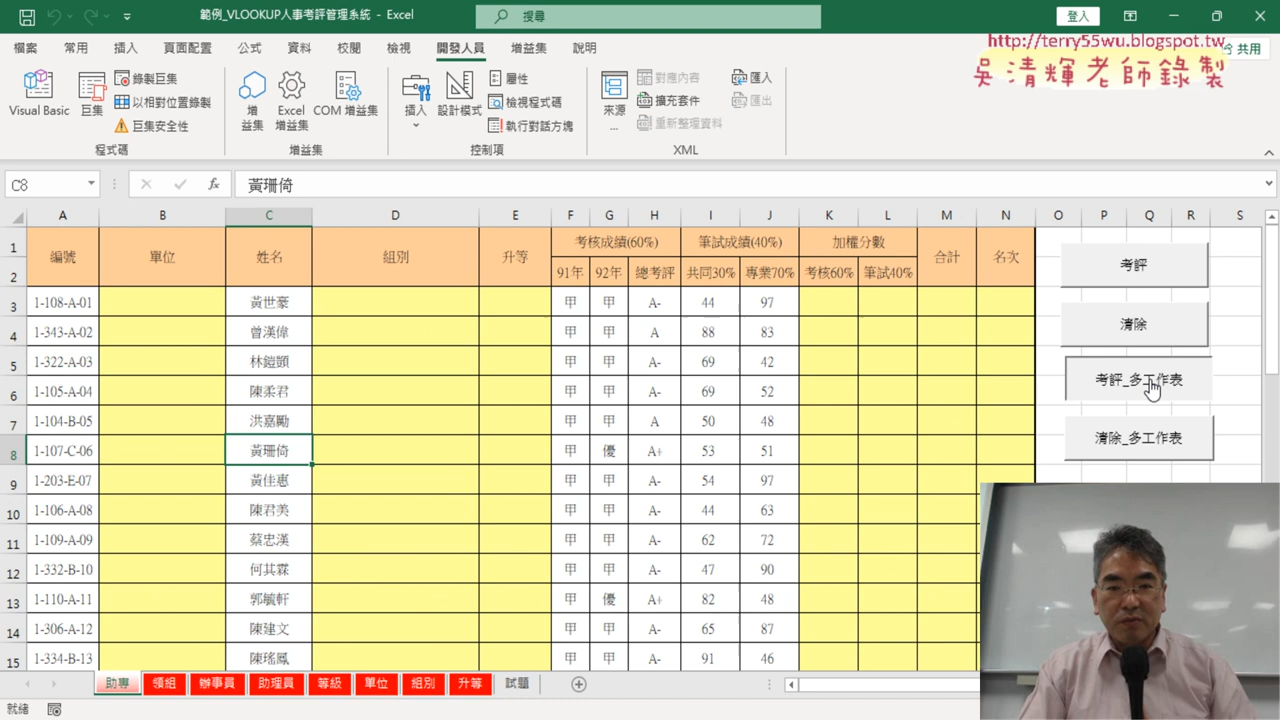 範例_VLOOKUP人事考評管理系統 - Excel
搜尋
登入
檔案 常用 插入 頁面配置 公式 資料 校閱 檢視 開發人員 增益集 說明
共用
http://terry55wu.blogspot.tw
吳清輝老師錄製
Visual Basic
巨集
錄製巨集
以相對位置錄製
巨集安全性
程式碼
增益集
Excel 增益集
COM 增益集
增益集
插入
設計模式
屬性
檢視程式碼
執行對話方塊
控制項
來源...
對應內容
擴充套件
重新整理資料
匯入
匯出
XML
C8
fx
黃珊倚
A B C D E F G H I J K L M N O P Q R S
1 編號 單位 姓名 組別 升等 考核成績(60%) 筆試成績(40%) 加權分數 合計 名次
2 91年 92年 總考評 共同30% 專業70% 考核60% 筆試40%
3 1-108-A-01 黃世豪 甲 甲 A- 44 97
4 1-343-A-02 曾漢偉 甲 甲 A 88 83
5 1-322-A-03 林鎧顗 甲 甲 A- 69 42
6 1-105-A-04 陳柔君 甲 甲 A- 69 52
7 1-104-B-05 洪嘉勵 甲 甲 A 50 48
8 1-107-C-06 黃珊倚 甲 優 A+ 53 51
9 1-203-E-07 黃佳惠 甲 甲 A- 54 97
10 1-106-A-08 陳君羑 甲 甲 A- 44 63
11 1-109-A-09 蔡忠漢 甲 甲 A- 62 72
12 1-332-B-10 何其霖 甲 甲 A- 47 90
13 1-110-A-11 郭毓軒 甲 優 A+ 82 48
14 1-306-A-12 陳建文 甲 甲 A- 65 87
15 1-334-B-13 陳瑤鳳 甲 甲 A- 91 46
考評
清除
考評_多工作表
清除_多工作表
助專 領組 辦事員 助理員 等級 單位 組別 升等 試題
就緒